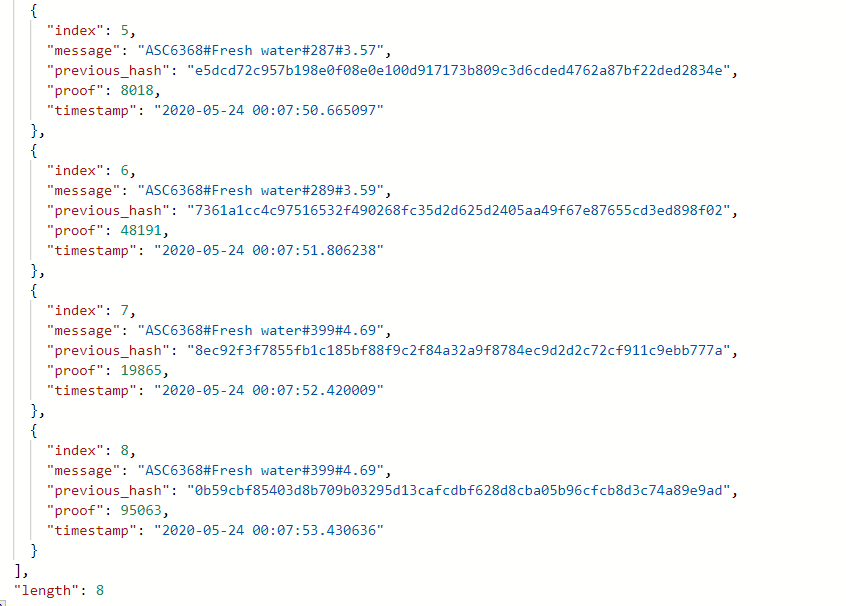 {
"index": 5,
"message": "ASC6368#Fresh water#287#3.57",
"previous_hash": "e5dcd72c957b198e0f08e0e100d917173b809c3d6cded4762a87bf22ded2834e",
"proof": 8018,
"timestamp": "2020-05-24 00:07:50.665097"
},
{
"index": 6,
"message": "ASC6368#Fresh water#289#3.59",
"previous_hash": "7361a1cc4c97516532f490268fc35d2d625d2405aa49f67e87655cd3ed898f02",
"proof": 48191,
"timestamp": "2020-05-24 00:07:51.806238"
},
{
"index": 7,
"message": "ASC6368#Fresh water#399#4.69",
"previous_hash": "8ec92f3f7855fb1c185bf88f9c2f84a32a9f8784ec9d2d2c72cf911c9ebb777a",
"proof": 19865,
"timestamp": "2020-05-24 00:07:52.420009"
},
{
"index": 8,
"message": "ASC6368#Fresh water#399#4.69",
"previous_hash": "0b59cbf85403d8b709b03295d13cafcdbf628d8cba05b96cfcb8d3c74a89e9ad",
"proof": 95063,
"timestamp": "2020-05-24 00:07:53.430636"
}
],
"length": 8